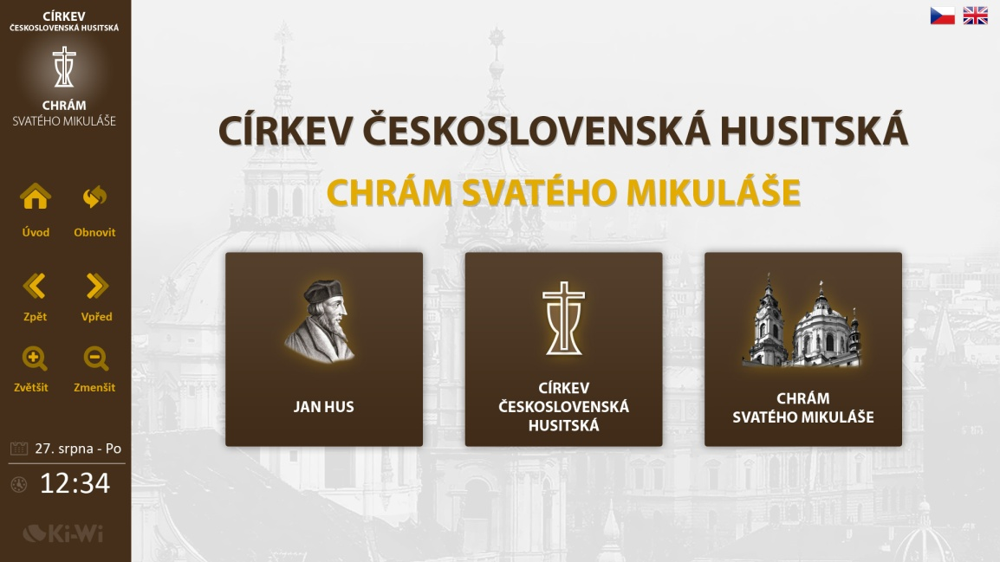 CÍRKEV
ČESKOSLOVENSKÁ HUSITSKÁ
CHRÁM
SVATÉHO MIKULÁŠE
Úvod
Obnovit
Zpět
Vpřed
Zvětšit
Zmenšit
27. srpna - Po
12:34
Ki-Wi
CÍRKEV ČESKOSLOVENSKÁ HUSITSKÁ
CHRÁM SVATÉHO MIKULÁŠE
JAN HUS
CÍRKEV
ČESKOSLOVENSKÁ
HUSITSKÁ
CHRÁM
SVATÉHO MIKULÁŠE